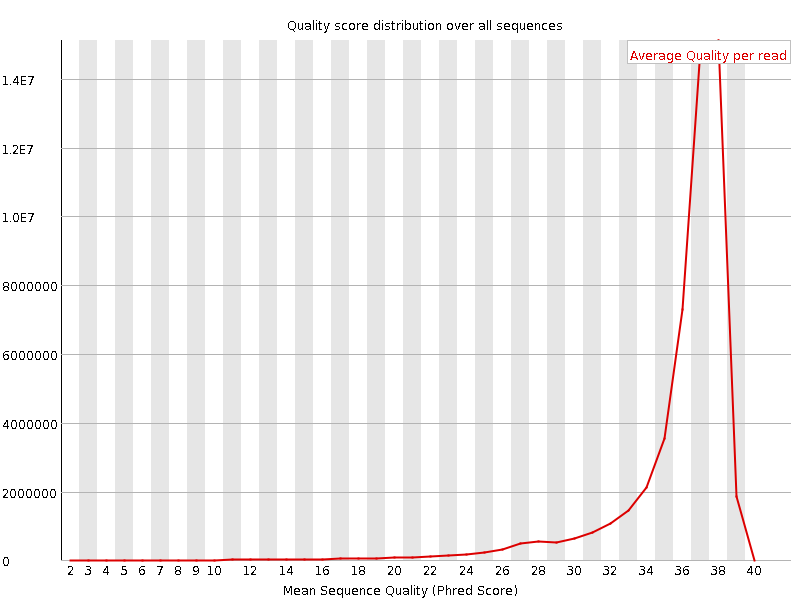 Quality score distribution over all sequences
Average Quality per read
1.4E7
1.2E7
1.0E7
8000000
6000000
4000000
2000000
0
2 3 4 5 6 7 8 9 10 12 14 16 18 20 22 24 26 28 30 32 34 36 38 40
Mean Sequence Quality (Phred Score)